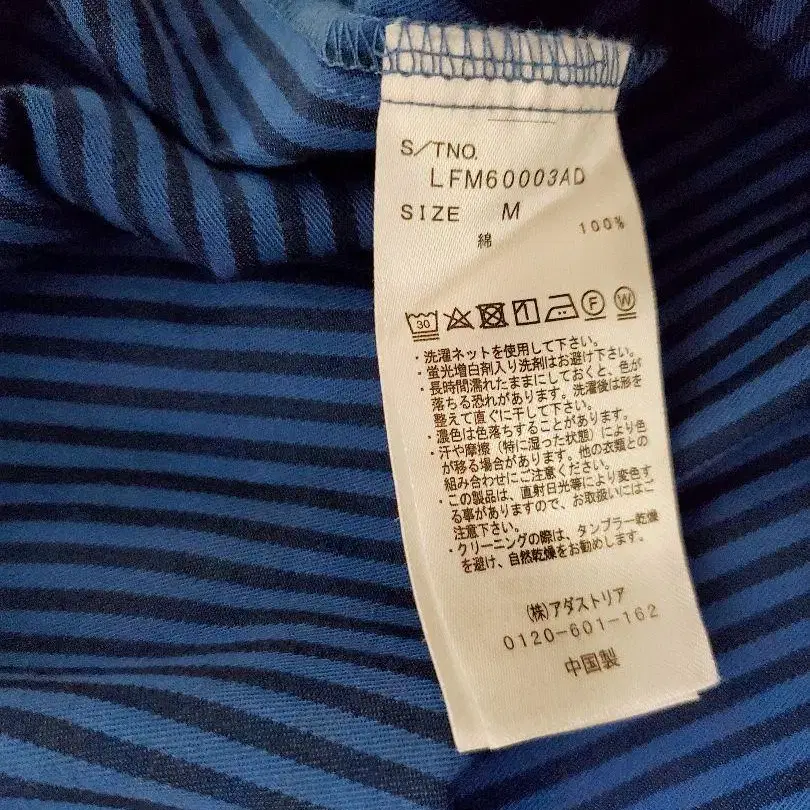 S/TNO.
LFM60003AD
SIZE M
綿 100%
30 F W
・洗濯ネットを使用して下さい。
・蛍光増白剤入り洗剤はお避け下さい。
・長時間濡れたままにしておくと、色が
落ちる恐れがあります。洗濯後は形を
整えて直ぐに干して下さい。
・濃色は色落ちすることがあります。
・汗や摩擦（特に湿った状態）により色
が移る場合があります。他の衣類との
組み合わせにご注意ください。
・この製品は、直射日光等により変色す
る事がありますので、お取扱いにはご
注意下さい。
・クリーニングの際は、タンブラー乾燥
を避け、自然乾燥をお勧めします。
(株)アダストリア
0120-601-162
中国製